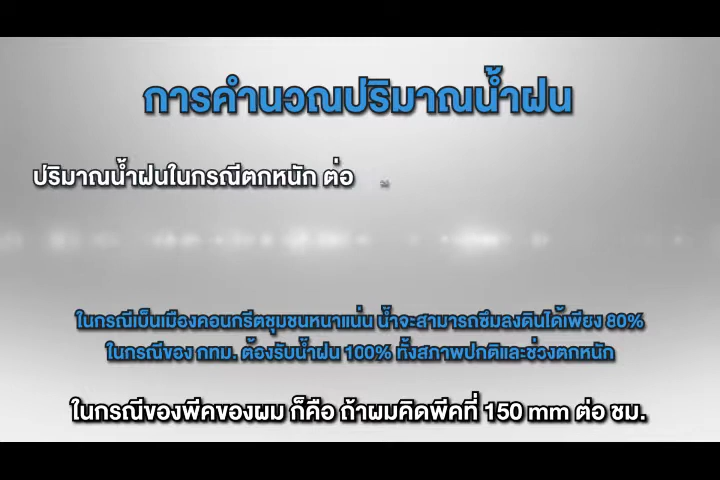 การคำนวณปริมาณน้ำฝน
ปริมาณน้ำฝนในกรณีตกหนัก ต่อ
ในกรณีเป็นเมืองคอนกรีตชุมชนหนาแน่น น้ำจะสามารถซึมลงดินได้เพียง 80%
ในกรณีของ กทม. ต้องรับน้ำฝน 100% ทั้งสภาพปกติและช่วงตกหนัก
ในกรณีของพีคของผม ก็คือ ถ้าผมคิดพีคที่ 150 mm ต่อ ชม.